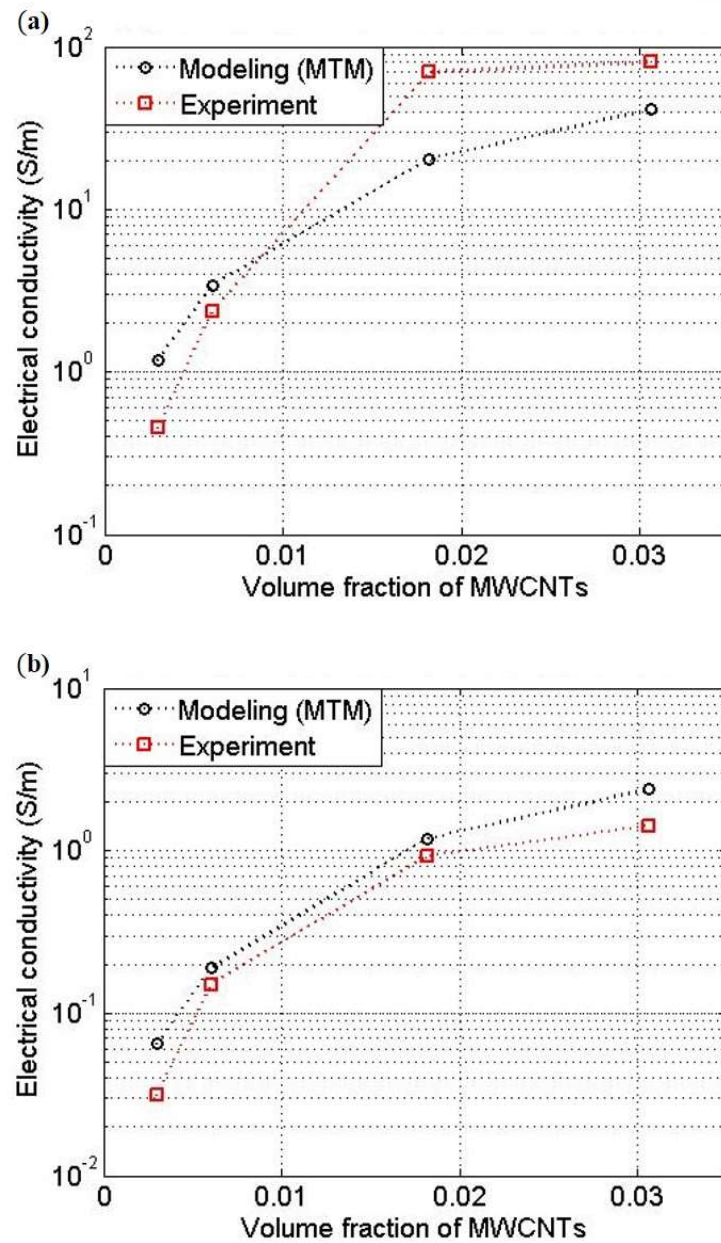 (a)
Modeling (MTM)
Experiment
Electrical conductivity (S/m)
10^2
10^1
10^0
10^-1
0 0.01 0.02 0.03
Volume fraction of MWCNTs
(b)
Modeling (MTM)
Experiment
Electrical conductivity (S/m)
10^1
10^0
10^-1
10^-2
0 0.01 0.02 0.03
Volume fraction of MWCNTs